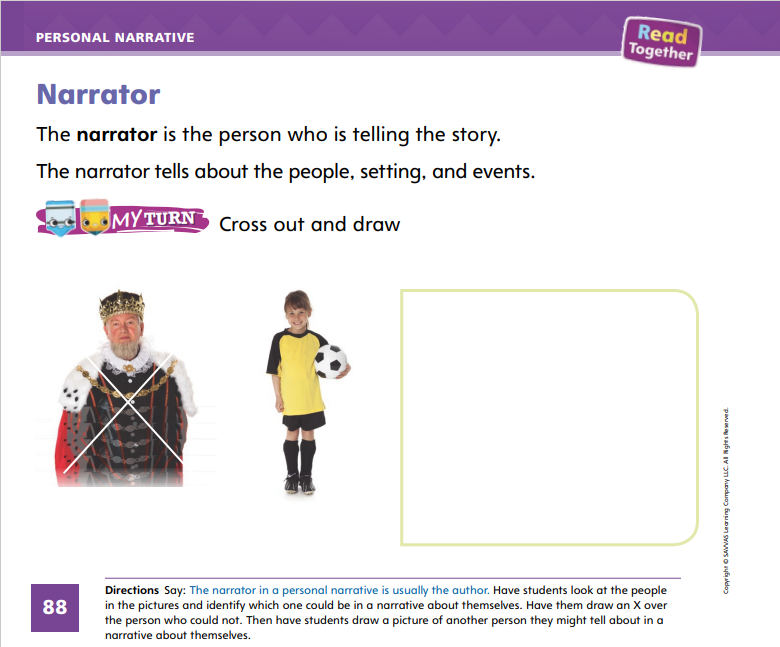 PERSONAL NARRATIVE
Read
Together
Narrator
The narrator is the person who is telling the story.
The narrator tells about the people, setting, and events.
MY TURN Cross out and draw
Copyright © SAVVAS Learning Company LLC. All Rights Reserved.
88
Directions Say: The narrator in a personal narrative is usually the author. Have students look at the people
in the pictures and identify which one could be in a narrative about themselves. Have them draw an X over
the person who could not. Then have students draw a picture of another person they might tell about in a
narrative about themselves.